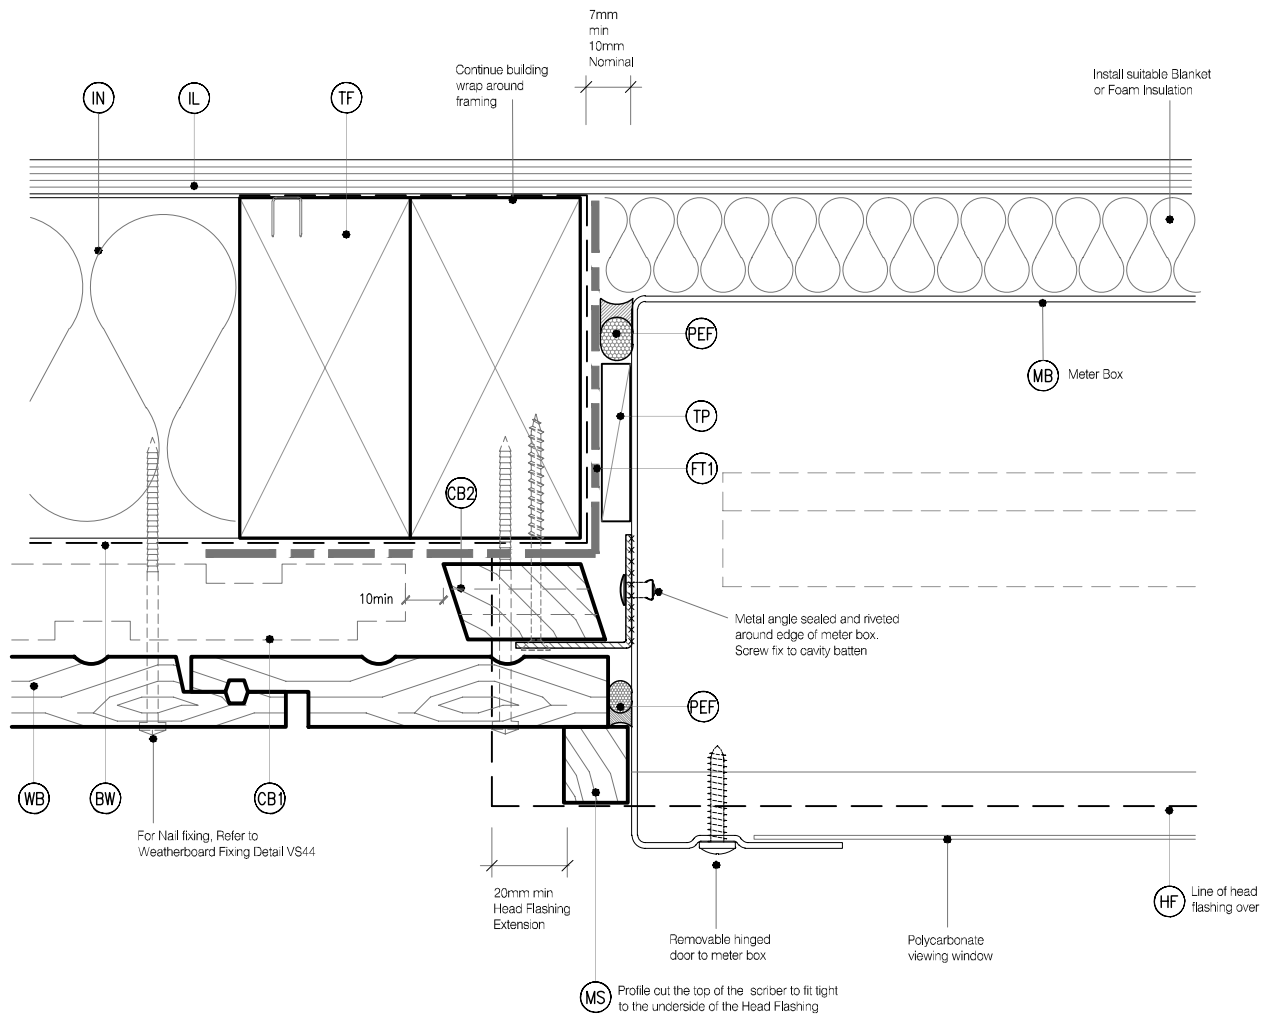 7mm
min
10mm
Nominal
Continue building
wrap around
framing
Install suitable Blanket
or Foam Insulation
IN
IL
TF
PEF
MB
Meter Box
TP
FT1
CB2
10min
Metal angle sealed and riveted
around edge of meter box.
Screw fix to cavity batten
PEF
WB
BW
CB1
For Nail fixing, Refer to
Weatherboard Fixing Detail VS44
20mm min
Head Flashing
Extension
HF
Line of head
flashing over
Removable hinged
door to meter box
Polycarbonate
viewing window
MS
Profile cut the top of the scriber to fit tight
to the underside of the Head Flashing